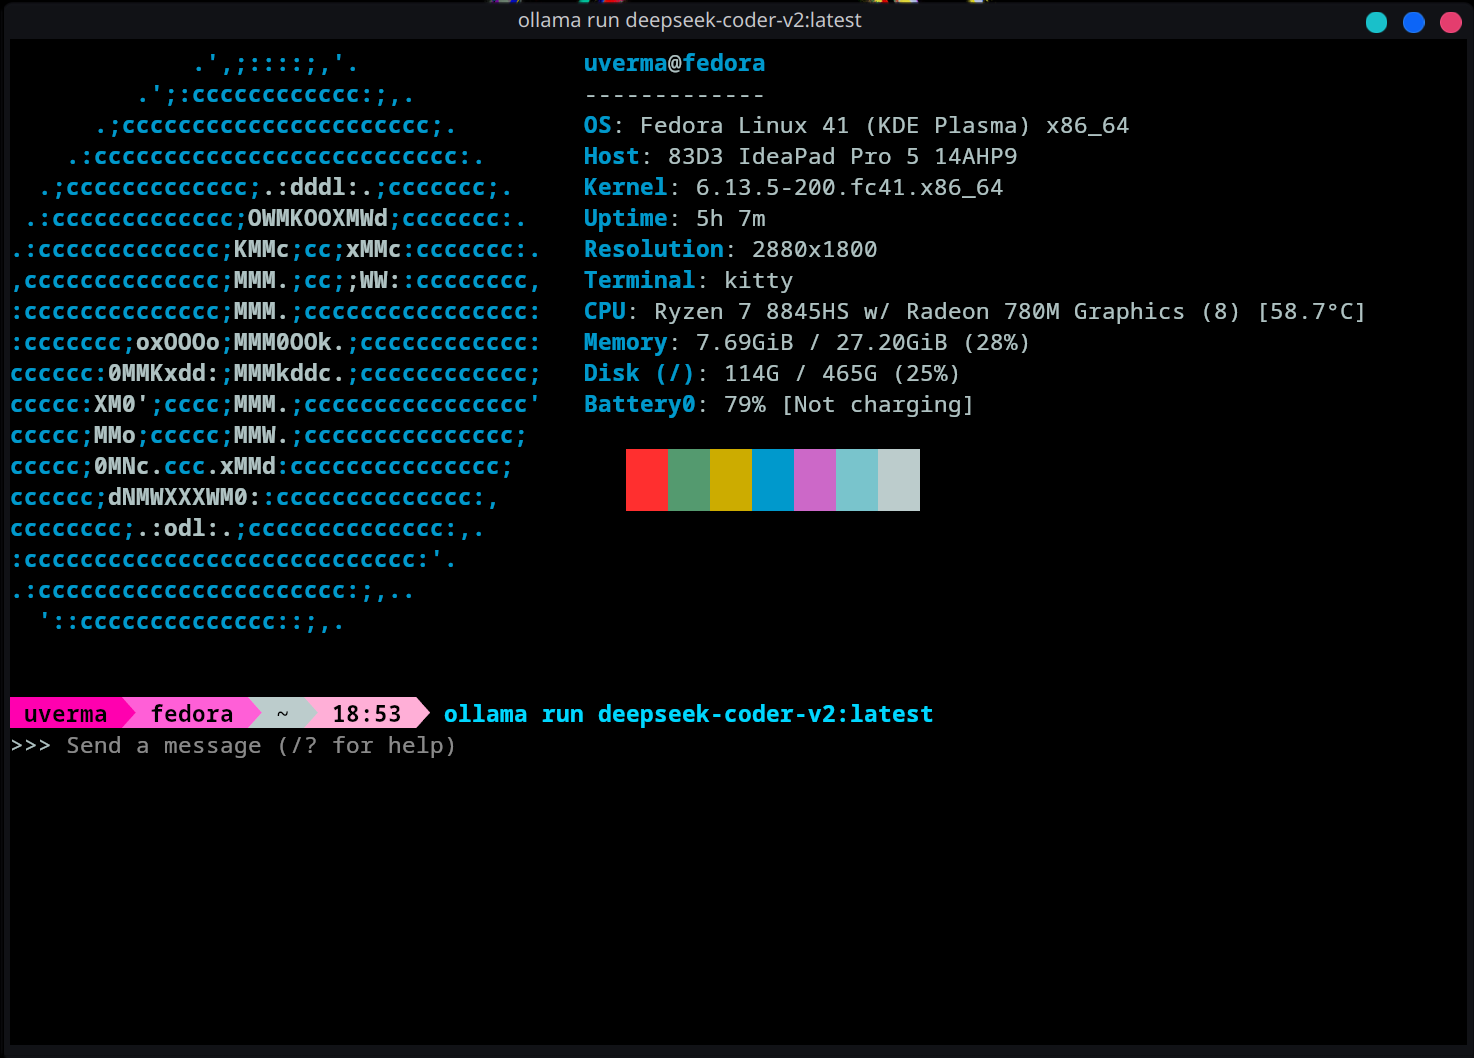 ollama run deepseek-coder-v2:latest
.',;::::;,'.
.';:cccccccccccc:;,.
.;cccccccccccccccccccccc;.
.:cccccccccccccccccccccccccc:.
.;ccccccccccccc;.:dddl:.;ccccccc;.
.:ccccccccccccc;OWMKOOXMWd;ccccccc:.
.:ccccccccccccc;KMMc;cc;xMMc:ccccccc:.
,cccccccccccccc;MMM.;cc;;WW::cccccccc,
:cccccccccccccc;MMM.;cccccccccccccccc:
:ccccccc;oxOOOo;MMM0OOk.;cccccccccccc:
cccccc:0MMKxdd:;MMMkddc.;cccccccccccc;
ccccc:XM0';cccc;MMM.;cccccccccccccccc'
ccccc;MMo;ccccc;MMW.;ccccccccccccccc;
ccccc;0MNc.ccc.xMMd:ccccccccccccccc;
cccccc;dNMWXXXWM0::cccccccccccccc:,
cccccccc;.:odl:.;cccccccccccccc:,.
:cccccccccccccccccccccccccccc:'.
.:cccccccccccccccccccccc:;,..
'::cccccccccccccc::;,.
uverma@fedora
-------------
OS: Fedora Linux 41 (KDE Plasma) x86_64
Host: 83D3 IdeaPad Pro 5 14AHP9
Kernel: 6.13.5-200.fc41.x86_64
Uptime: 5h 7m
Resolution: 2880x1800
Terminal: kitty
CPU: Ryzen 7 8845HS w/ Radeon 780M Graphics (8) [58.7°C]
Memory: 7.69GiB / 27.20GiB (28%)
Disk (/): 114G / 465G (25%)
Battery0: 79% [Not charging]
uverma fedora ~ 18:53 ollama run deepseek-coder-v2:latest
>>> Send a message (/? for help)